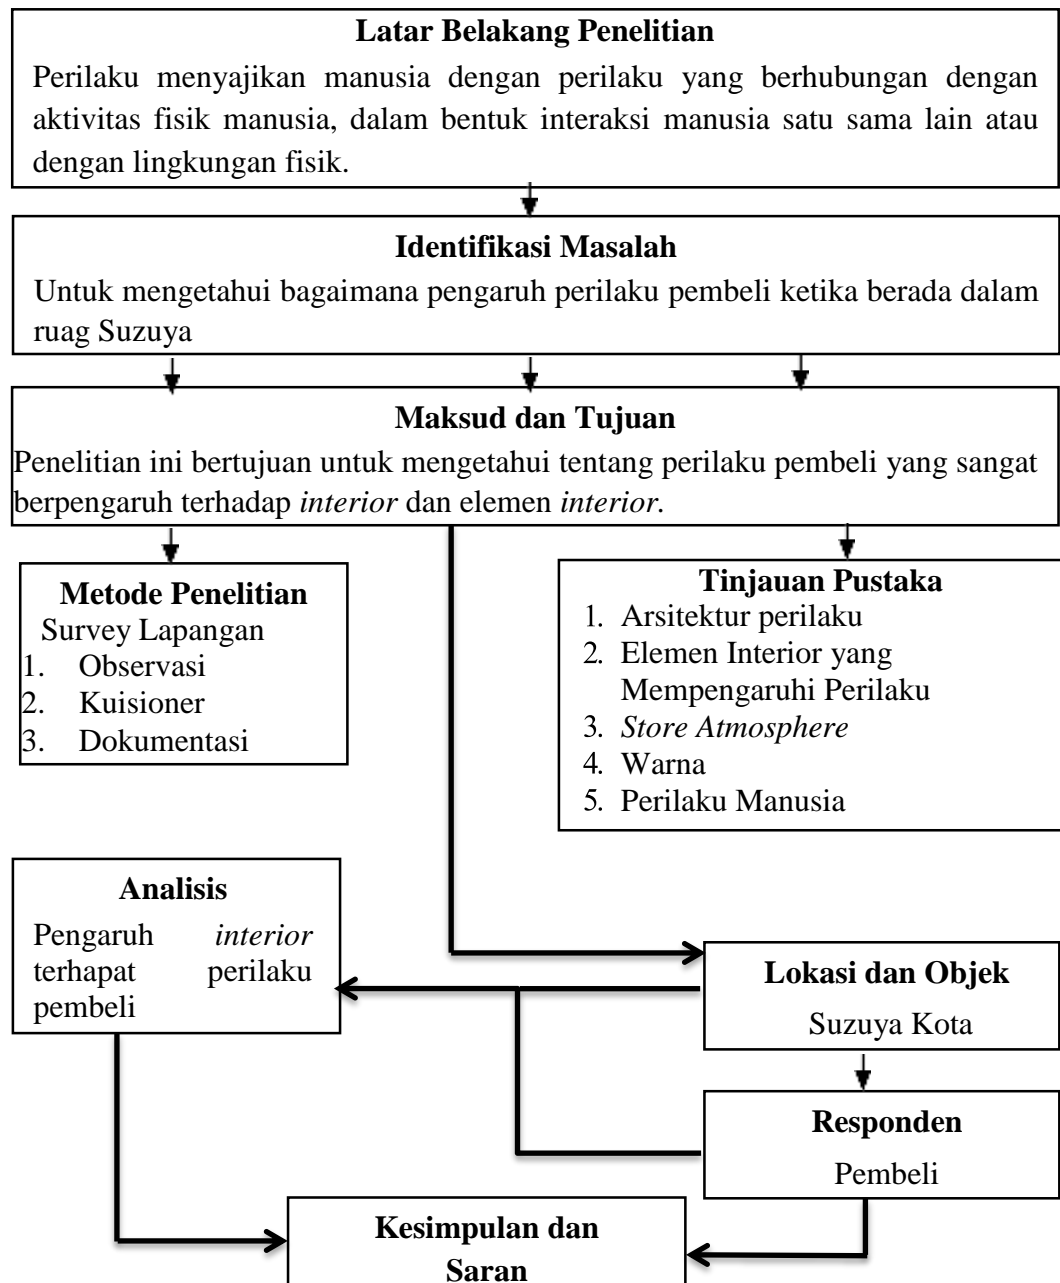 Latar Belakang Penelitian
Perilaku menyajikan manusia dengan perilaku yang berhubungan dengan
aktivitas fisik manusia, dalam bentuk interaksi manusia satu sama lain atau
dengan lingkungan fisik.
Identifikasi Masalah
Untuk mengetahui bagaimana pengaruh perilaku pembeli ketika berada dalam
ruag Suzuya
Maksud dan Tujuan
Penelitian ini bertujuan untuk mengetahui tentang perilaku pembeli yang sangat
berpengaruh terhadap interior dan elemen interior.
Metode Penelitian
Survey Lapangan
1. Observasi
2. Kuisioner
3. Dokumentasi
Tinjauan Pustaka
1. Arsitektur perilaku
2. Elemen Interior yang
Mempengaruhi Perilaku
3. Store Atmosphere
4. Warna
5. Perilaku Manusia
Analisis
Pengaruh interior
terhapat perilaku
pembeli
Lokasi dan Objek
Suzuya Kota
Responden
Pembeli
Kesimpulan dan
Saran